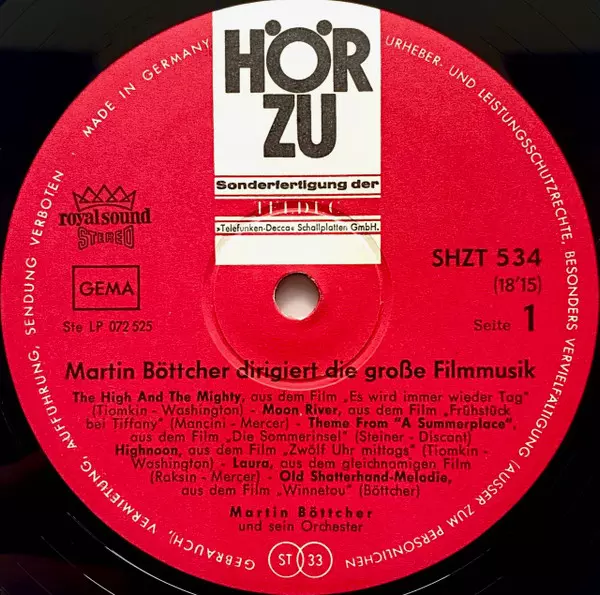 HÖR
ZU
Sonderfertigung der
TELDEC
»Telefunken-Decca« Schallplatten GmbH.
MADE IN GERMANY
URHEBER- UND LEISTUNGSSCHUTZRECHTE, BESONDERS VERVIELFÄLTIGUNG (AUSSER ZUM PERSÖNLICHEN GEBRAUCH), VERMIETUNG, AUFFÜHRUNG, SENDUNG VERBOTEN
royal sound
STEREO
GEMA
Ste LP 072 525
SHZT 534
(18'15)
Seite 1
Martin Böttcher dirigiert die große Filmmusik
The High And The Mighty, aus dem Film „Es wird immer wieder Tag"
(Tiomkin - Washington) - Moon River, aus dem Film „Frühstück
bei Tiffany" (Mancini - Mercer) - Theme From "A Summerplace",
aus dem Film „Die Sommerinsel" (Steiner - Discant)
Highnoon, aus dem Film „Zwölf Uhr mittags" (Tiomkin -
Washington) - Laura, aus dem gleichnamigen Film
(Raksin - Mercer) - Old Shatterhand-Melodie,
aus dem Film „Winnetou" (Böttcher)
Martin Böttcher
und sein Orchester
ST 33